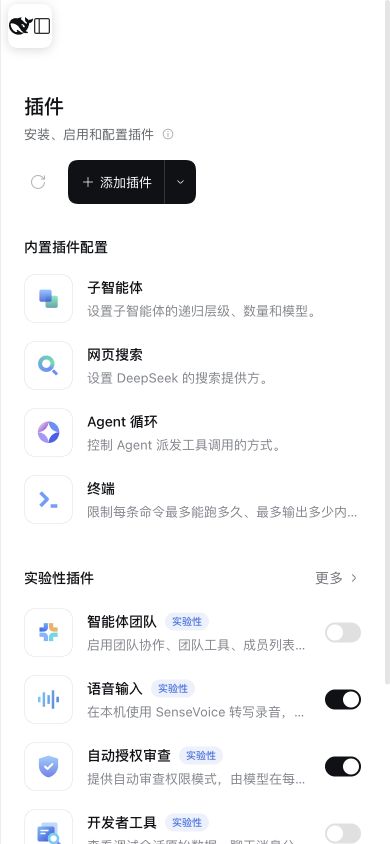 插件
安装、启用和配置插件
添加插件
内置插件配置
子智能体
设置子智能体的递归层级、数量和模型。
网页搜索
设置 DeepSeek 的搜索提供方。
Agent 循环
控制 Agent 派发工具调用的方式。
终端
限制每条命令最多能跑多久、最多输出多少内...
实验性插件 更多
智能体团队 实验性
启用团队协作、团队工具、成员列表...
语音输入 实验性
在本机使用 SenseVoice 转写录音，...
自动授权审查 实验性
提供自动审查权限模式，由模型在每...
开发者工具 实验性